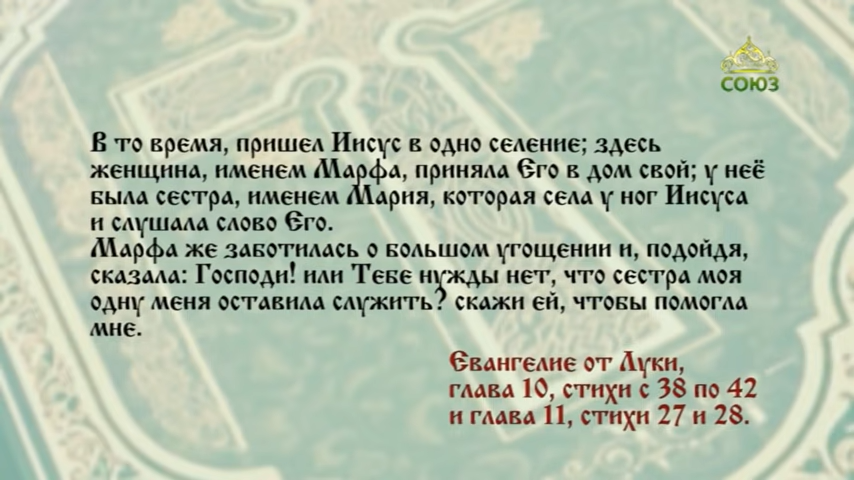 СОЮЗ
В то время, пришел Иисус в одно селение; здесь
женщина, именем Марфа, приняла Его в дом свой; у неё
была сестра, именем Мария, которая села у ног Иисуса
и слушала слово Его.
Марфа же заботилась о большом угощении и, подойдя,
сказала: Господи! или Тебе нужды нет, что сестра моя
одну меня оставила служить? скажи ей, чтобы помогла
мне.
Евангелие от Луки,
глава 10, стихи с 38 по 42
и глава 11, стихи 27 и 28.